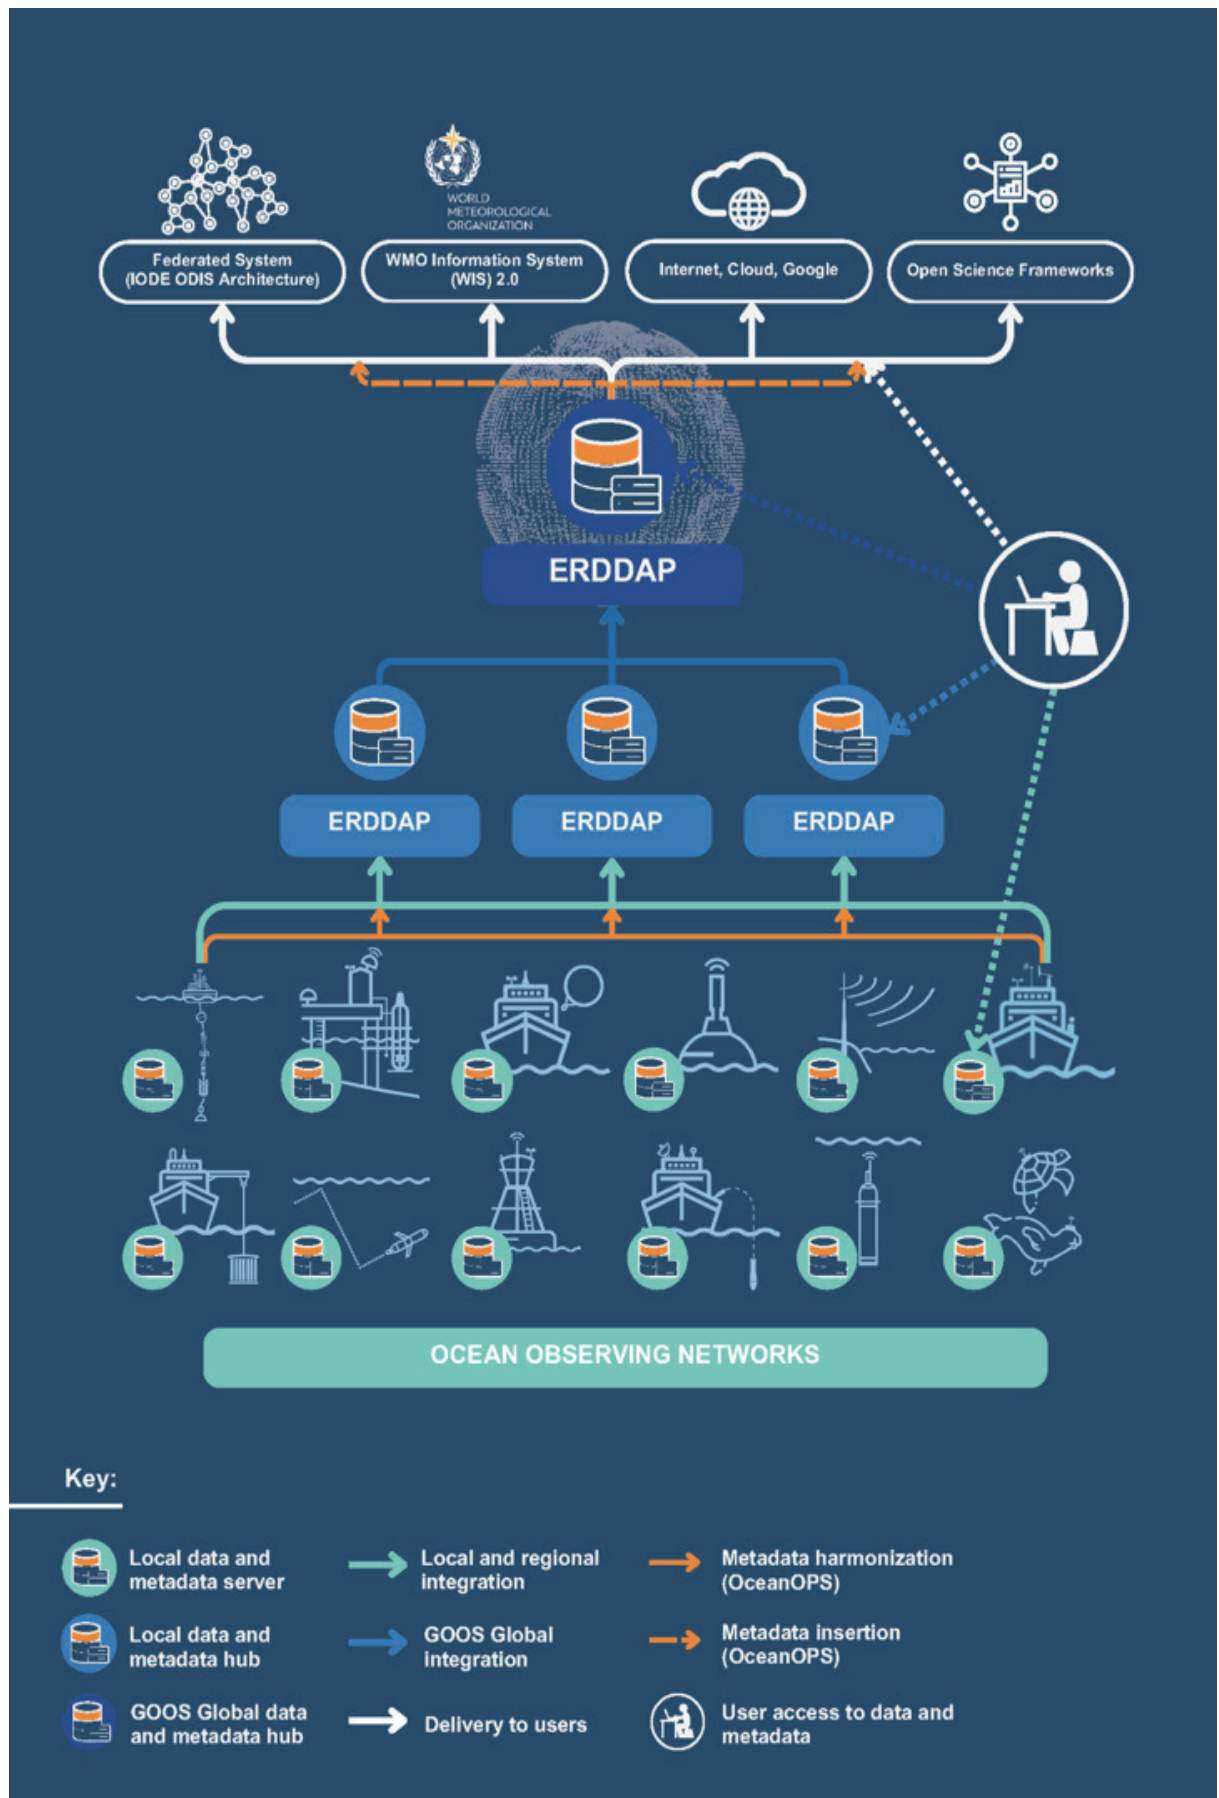 WORLD
METEOROLOGICAL
ORGANIZATION
Federated System
(IODE ODIS Architecture)
WMO Information System
(WIS) 2.0
Internet, Cloud, Google
Open Science Frameworks
ERDDAP
ERDDAP
ERDDAP
ERDDAP
OCEAN OBSERVING NETWORKS
Key:
Local data and
metadata server
Local and regional
integration
Metadata harmonization
(OceanOPS)
Local data and
metadata hub
GOOS Global
integration
Metadata insertion
(OceanOPS)
GOOS Global data
and metadata hub
Delivery to users
User access to data and
metadata